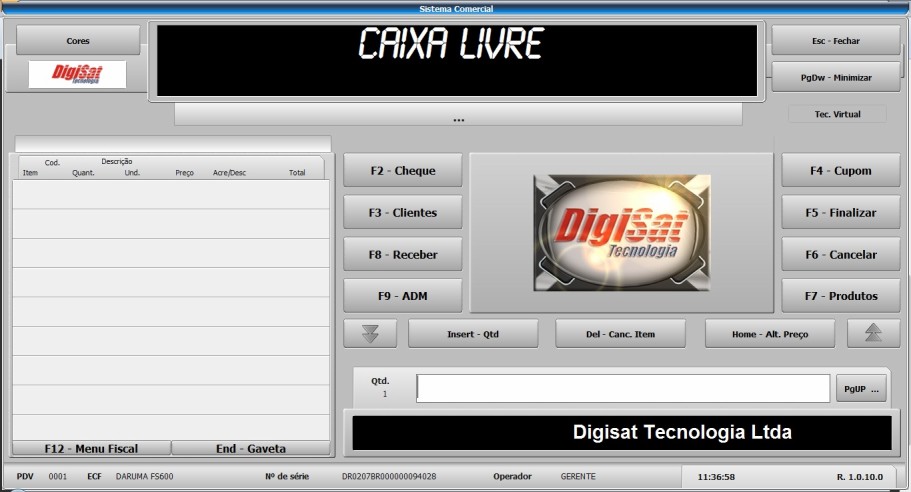 Sistema Comercial
Cores
DigiSat
Tecnologia
CAIXA LIVRE
Esc - Fechar
PgDw - Minimizar
...
Tec. Virtual
Cod. Descrição
Item Quant. Und. Preço Acre/Desc Total
F2 - Cheque
F3 - Clientes
F8 - Receber
F9 - ADM
DigiSat
Tecnologia
F4 - Cupom
F5 - Finalizar
F6 - Cancelar
F7 - Produtos
Insert - Qtd
Del - Canc. Item
Home - Alt. Preço
Qtd.
1
PgUP ...
Digisat Tecnologia Ltda
F12 - Menu Fiscal
End - Gaveta
PDV 0001 ECF DARUMA FS600 Nº de série DR0207BR000000094028 Operador GERENTE 11:36:58 R. 1.0.10.0